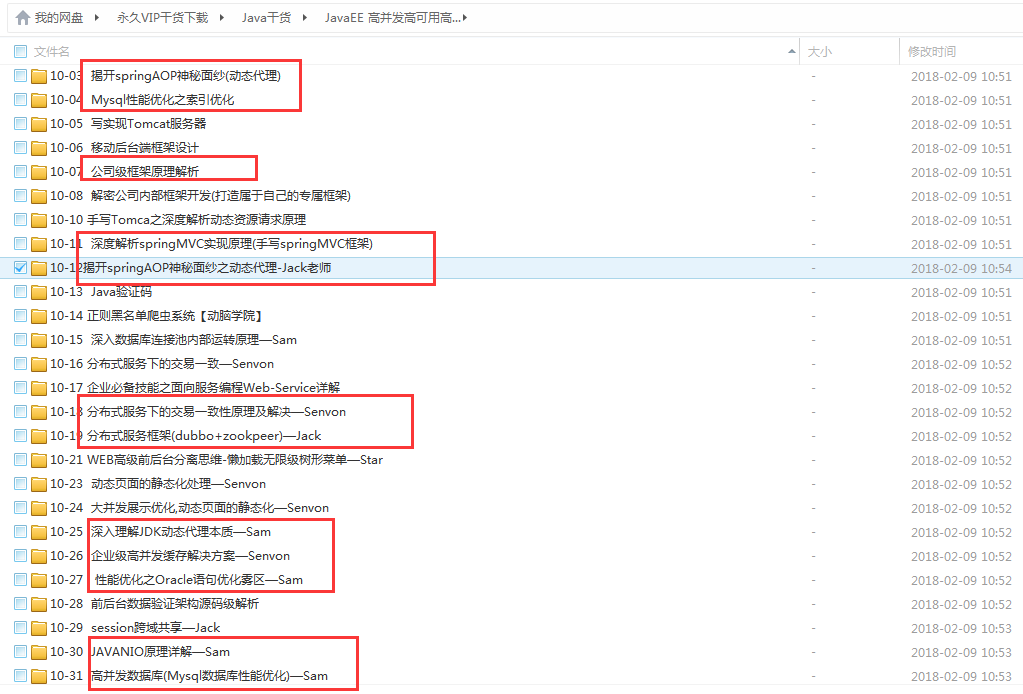 我的网盘 永久VIP干货下载 Java干货 JavaEE 高并发高可用高...
文件名 大小 修改时间
10-03 揭开springAOP神秘面纱(动态代理) - 2018-02-09 10:51
10-04 Mysql性能优化之索引优化 - 2018-02-09 10:51
10-05 写实现Tomcat服务器 - 2018-02-09 10:51
10-06 移动后台端框架设计 - 2018-02-09 10:51
10-07 公司级框架原理解析 - 2018-02-09 10:51
10-08 解密公司内部框架开发(打造属于自己的专属框架) - 2018-02-09 10:51
10-10 手写Tomca之深度解析动态资源请求原理 - 2018-02-09 10:51
10-11 深度解析springMVC实现原理(手写springMVC框架) - 2018-02-09 10:51
10-12揭开springAOP神秘面纱之动态代理-Jack老师 - 2018-02-09 10:54
10-13 Java验证码 - 2018-02-09 10:51
10-14 正则黑名单爬虫系统【动脑学院】 - 2018-02-09 10:51
10-15 深入数据库连接池内部运转原理—Sam - 2018-02-09 10:51
10-16 分布式服务下的交易一致—Senvon - 2018-02-09 10:52
10-17 企业必备技能之面向服务编程Web-Service详解 - 2018-02-09 10:52
10-18 分布式服务下的交易一致性原理及解决—Senvon - 2018-02-09 10:52
10-19 分布式服务框架(dubbo+zookpeer)—Jack - 2018-02-09 10:52
10-21 WEB高级前后台分离思维-懒加载无限级树形菜单—Star - 2018-02-09 10:52
10-23 动态页面的静态化处理—Senvon - 2018-02-09 10:52
10-24 大并发展示优化,动态页面的静态化—Senvon - 2018-02-09 10:52
10-25 深入理解JDK动态代理本质—Sam - 2018-02-09 10:52
10-26 企业级高并发缓存解决方案—Senvon - 2018-02-09 10:52
10-27 性能优化之Oracle语句优化雾区—Sam - 2018-02-09 10:52
10-28 前后台数据验证架构源码级解析 - 2018-02-09 10:52
10-29 session跨域共享—Jack - 2018-02-09 10:53
10-30 JAVANIO原理详解—Sam - 2018-02-09 10:53
10-31 高并发数据库(Mysql数据库性能优化)—Sam - 2018-02-09 10:53